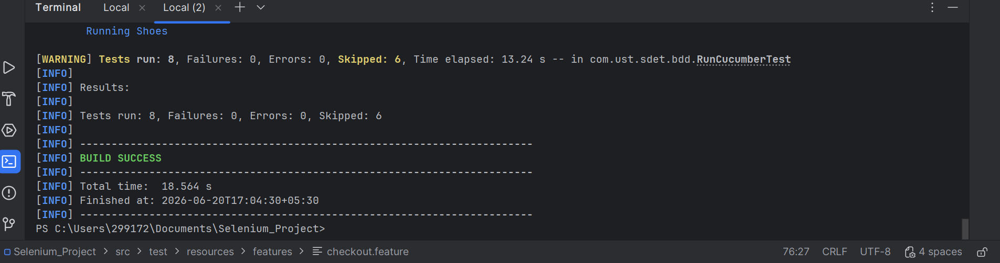 Terminal Local Local (2)
Running Shoes
[WARNING] Tests run: 8, Failures: 0, Errors: 0, Skipped: 6, Time elapsed: 13.24 s -- in com.ust.sdet.bdd.RunCucumberTest
[INFO]
[INFO] Results:
[INFO]
[INFO] Tests run: 8, Failures: 0, Errors: 0, Skipped: 6
[INFO]
[INFO] ------------------------------------------------------------------------
[INFO] BUILD SUCCESS
[INFO] ------------------------------------------------------------------------
[INFO] Total time:  18.564 s
[INFO] Finished at: 2026-06-20T17:04:30+05:30
[INFO] ------------------------------------------------------------------------
PS C:\Users\299172\Documents\Selenium_Project>
Selenium_Project > src > test > resources > features > checkout.feature 76:27 CRLF UTF-8 4 spaces